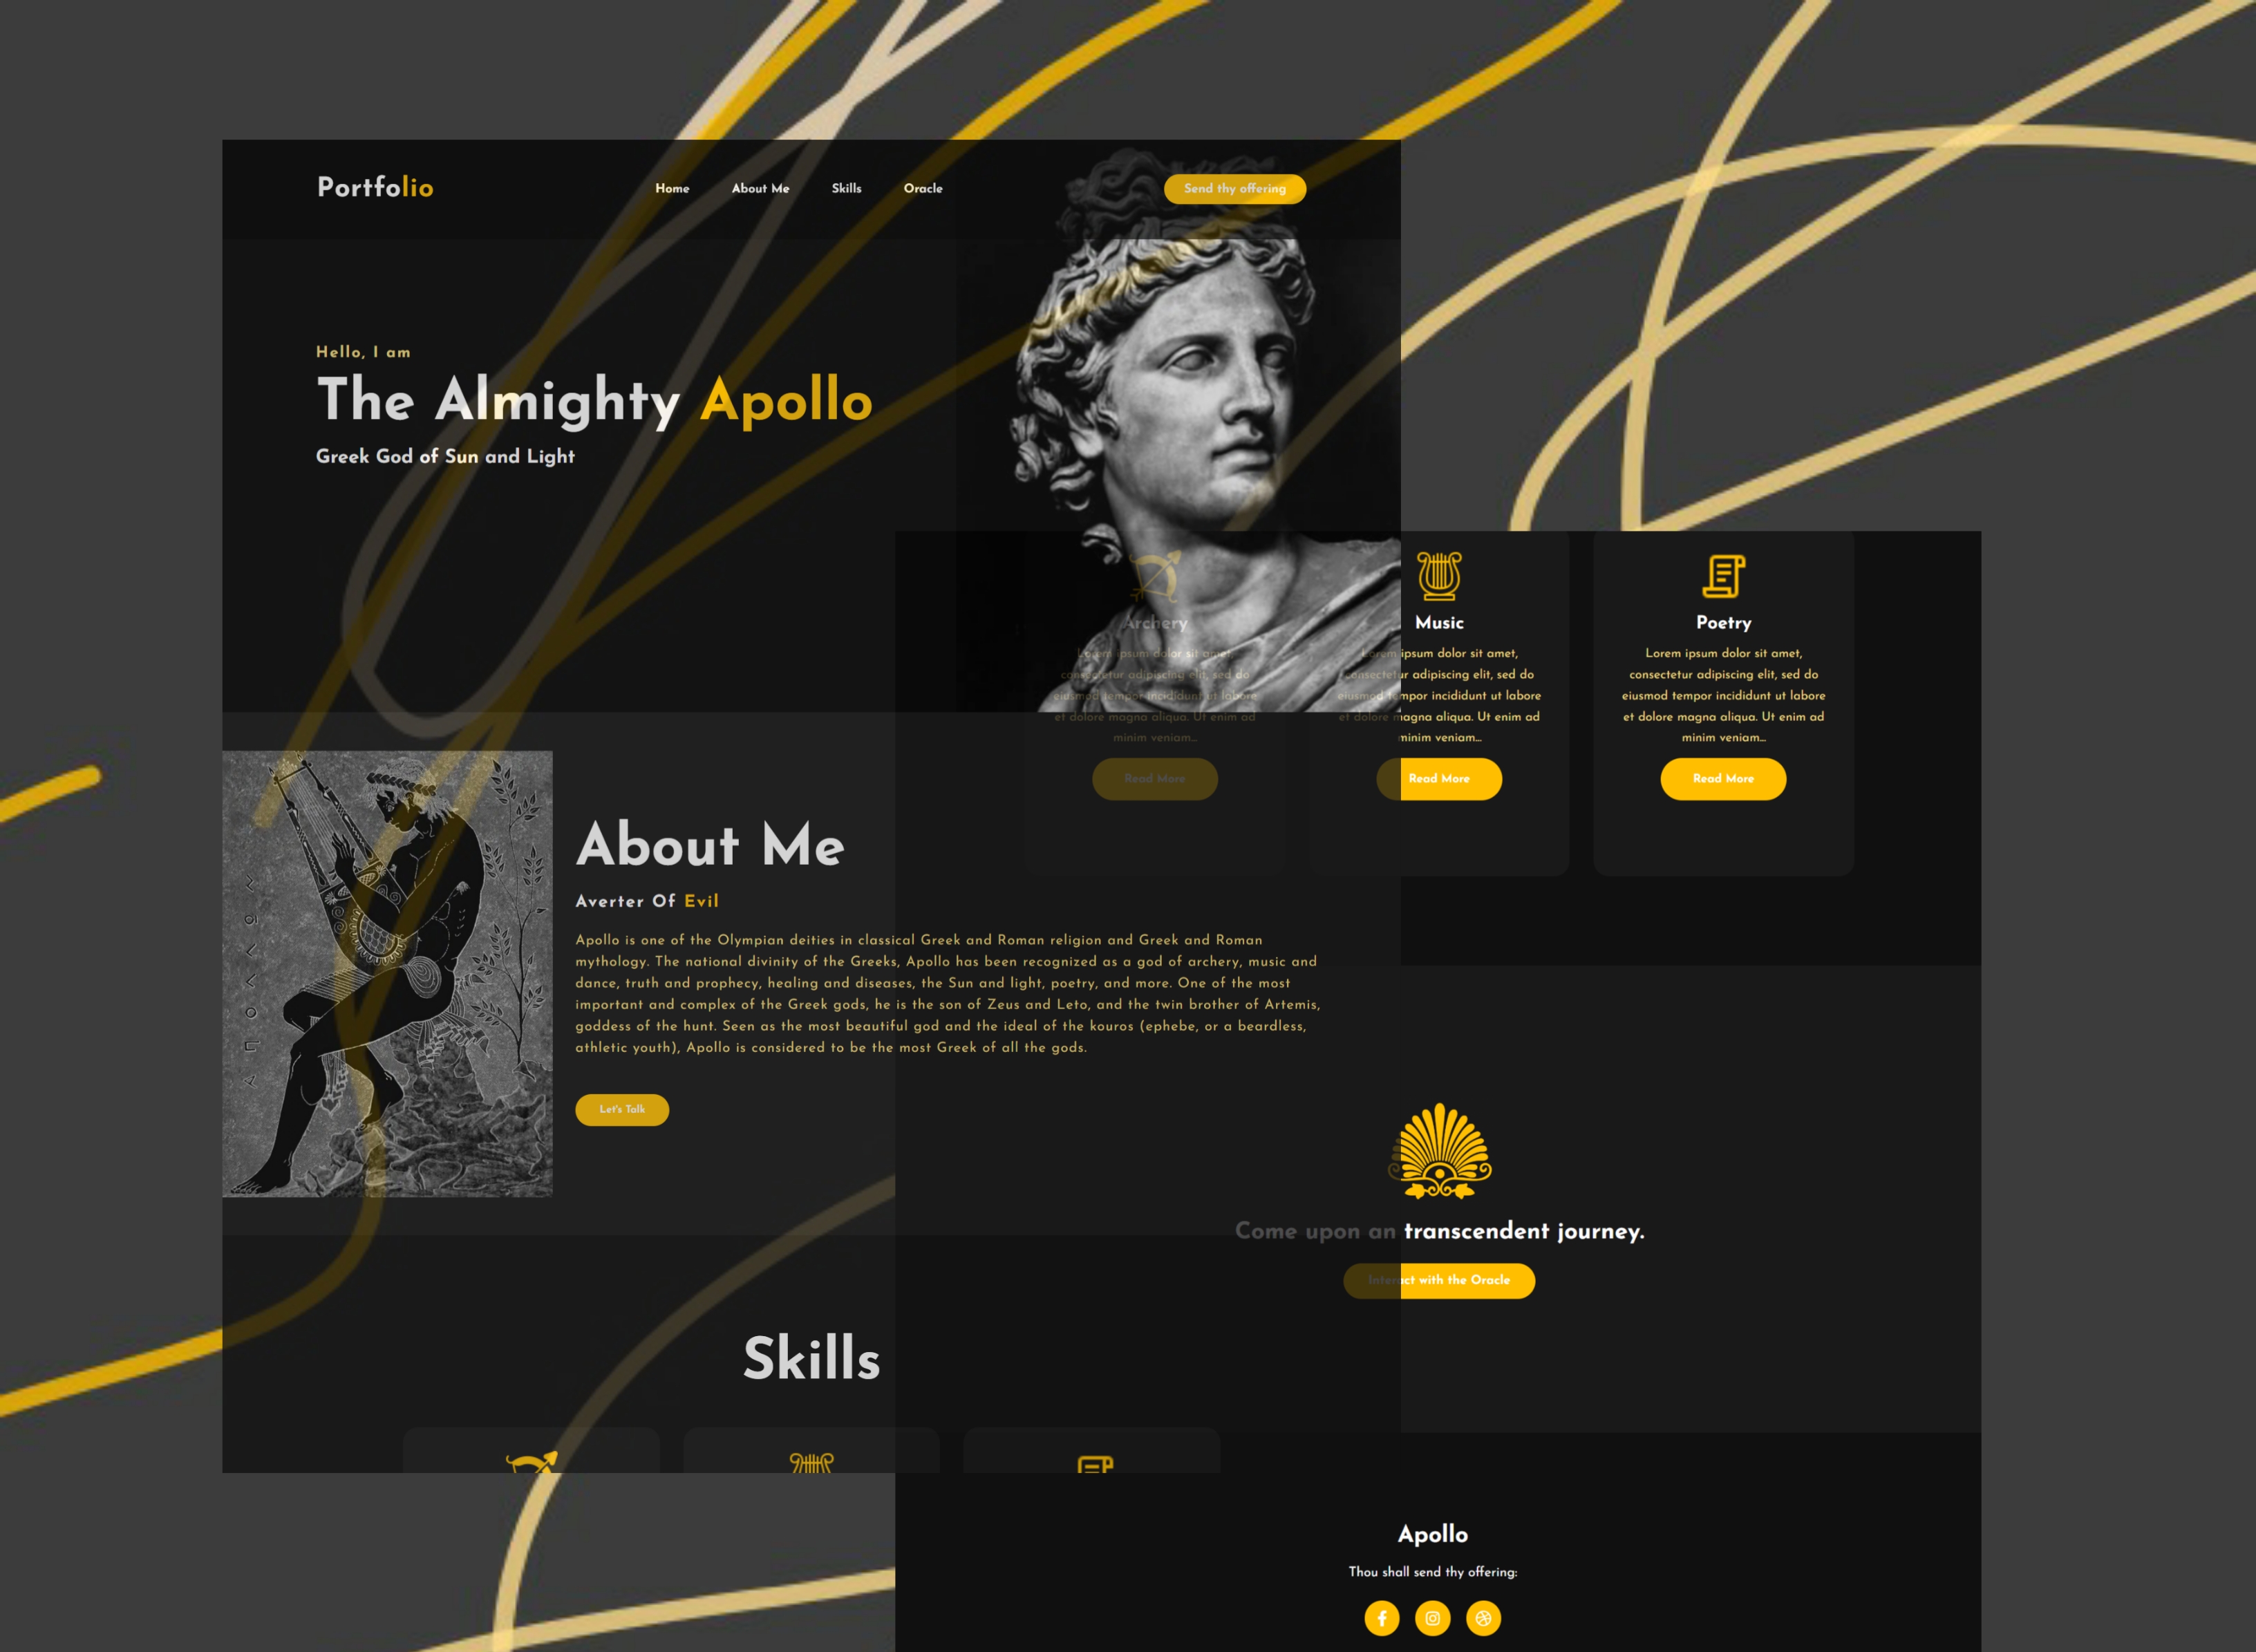 Portfolio
Home
About Me
Skills
Oracle
Send thy offering
Hello, I am
The Almighty Apollo
Greek God of Sun and Light
Archery
Lorem ipsum dolor sit amet,
consectetur adipiscing elit, sed do
eiusmod tempor incididunt ut labore
et dolore magna aliqua. Ut enim ad
minim veniam...
Read More
Music
Lorem ipsum dolor sit amet,
consectetur adipiscing elit, sed do
eiusmod tempor incididunt ut labore
et dolore magna aliqua. Ut enim ad
minim veniam...
Read More
Poetry
Lorem ipsum dolor sit amet,
consectetur adipiscing elit, sed do
eiusmod tempor incididunt ut labore
et dolore magna aliqua. Ut enim ad
minim veniam...
Read More
About Me
Averter Of Evil
Apollo is one of the Olympian deities in classical Greek and Roman religion and Greek and Roman
mythology. The national divinity of the Greeks, Apollo has been recognized as a god of archery, music and
dance, truth and prophecy, healing and diseases, the Sun and light, poetry, and more. One of the most
important and complex of the Greek gods, he is the son of Zeus and Leto, and the twin brother of Artemis,
goddess of the hunt. Seen as the most beautiful god and the ideal of the kouros (ephebe, or a beardless,
athletic youth), Apollo is considered to be the most Greek of all the gods.
Let's Talk
Come upon an transcendent journey.
Interact with the Oracle
Skills
Apollo
Thou shall send thy offering: